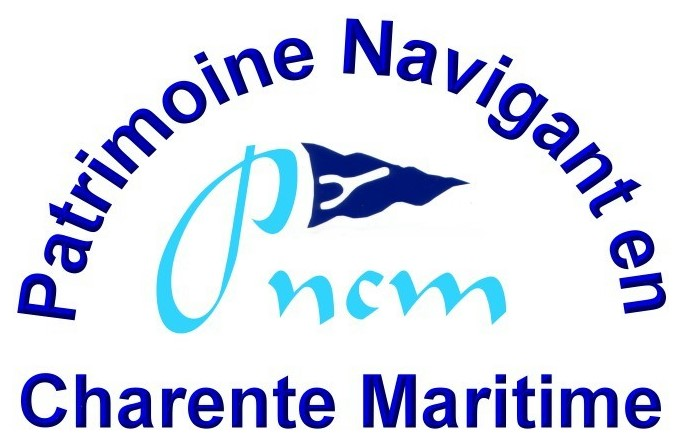 Patrimoine Navigant en
Pncm
Charente Maritime